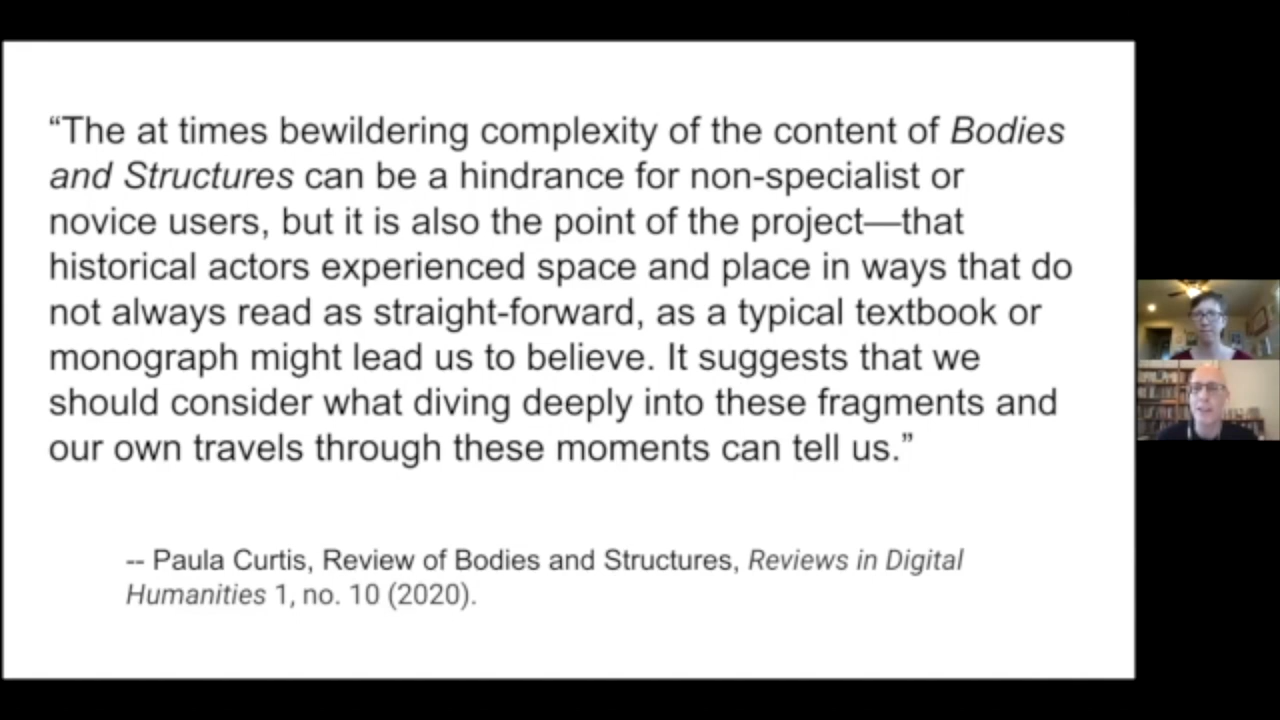 “The at times bewildering complexity of the content of Bodies
and Structures can be a hindrance for non-specialist or
novice users, but it is also the point of the project—that
historical actors experienced space and place in ways that do
not always read as straight-forward, as a typical textbook or
monograph might lead us to believe. It suggests that we
should consider what diving deeply into these fragments and
our own travels through these moments can tell us.”
-- Paula Curtis, Review of Bodies and Structures, Reviews in Digital
Humanities 1, no. 10 (2020).